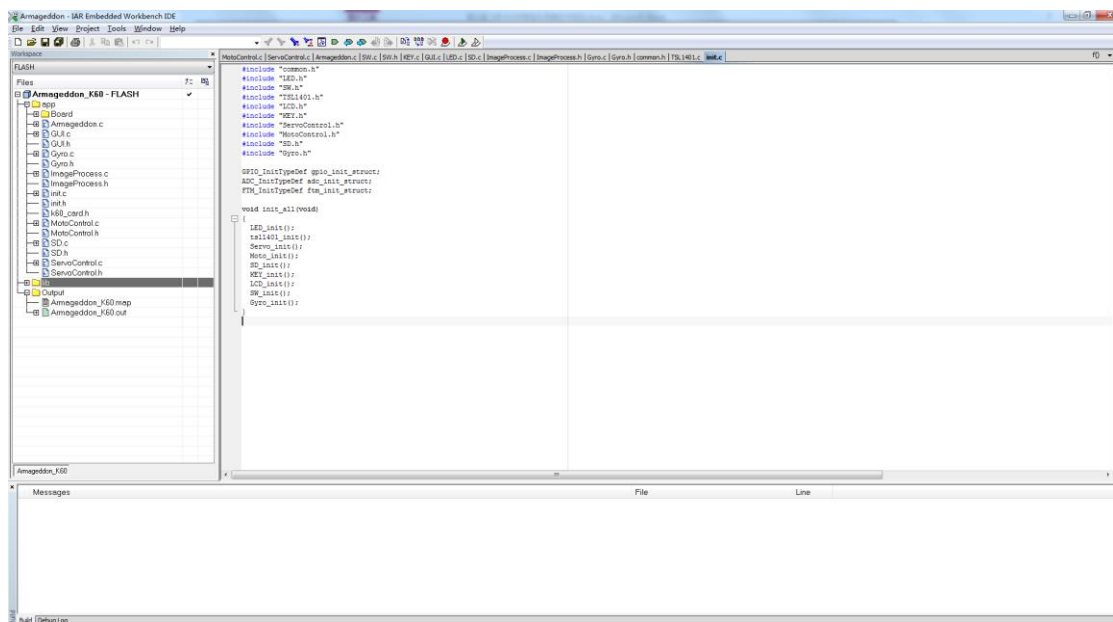 Armageddon - IAR Embedded Workbench IDE
File Edit View Project Tools Window Help
Workspace
MotoControl.c | ServoControl.c | Armageddon.c | SW.c | SW.h | KEY.c | GUI.c | LED.c | SD.c | ImageProcess.c | ImageProcess.h | Gyro.c | Gyro.h | common.h | TSL1401.c | init.c
f()
FLASH
Files
Armageddon_K60 - FLASH
app
Board
Armageddon.c
GUI.c
GUI.h
Gyro.c
Gyro.h
ImageProcess.c
ImageProcess.h
init.c
init.h
k60_card.h
MotoControl.c
MotoControl.h
SD.c
SD.h
ServoControl.c
ServoControl.h
lib
Output
Armageddon_K60.map
Armageddon_K60.out
Armageddon_K60
#include "common.h"
#include "LED.h"
#include "SW.h"
#include "TSL1401.h"
#include "LCD.h"
#include "KEY.h"
#include "ServoControl.h"
#include "MotoControl.h"
#include "SD.h"
#include "Gyro.h"
GPIO_InitTypeDef gpio_init_struct;
ADC_InitTypeDef adc_init_struct;
FTM_InitTypeDef ftm_init_struct;
void init_all(void)
{
LED_init();
tsl1401_init();
Servo_init();
Moto_init();
SD_init();
KEY_init();
LCD_init();
SW_init();
Gyro_init();
}
Messages File Line
Build
Build Debug Log